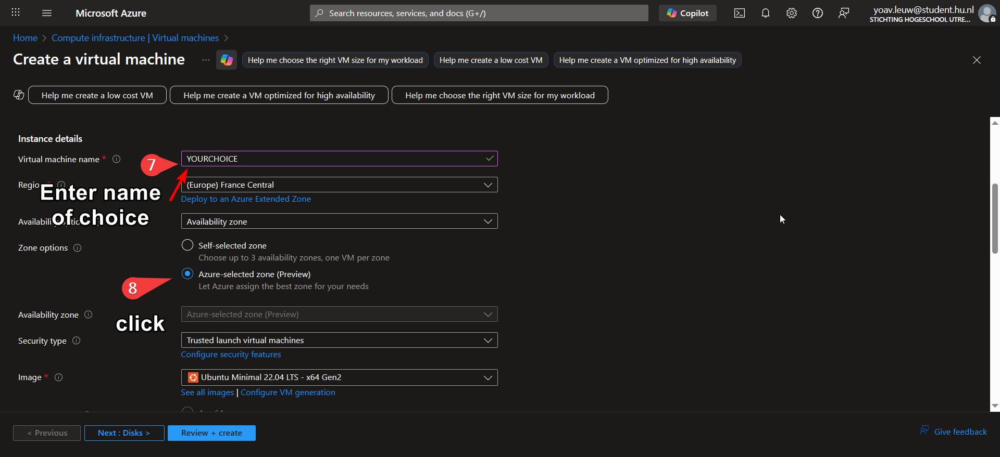 Microsoft Azure
Search resources, services, and docs (G+/)
Copilot
yoav.leuw@student.hu.nl
STICHTING HOGESCHOOL UTRE...
Home > Compute infrastructure | Virtual machines >
Create a virtual machine ...
Help me choose the right VM size for my workload
Help me create a low cost VM
Help me create a VM optimized for high availability
Help me create a low cost VM
Help me create a VM optimized for high availability
Help me choose the right VM size for my workload
Instance details
Virtual machine name *
7
YOURCHOICE
Enter name
of choice
(Europe) France Central
Deploy to an Azure Extended Zone
Availability zone
Zone options
Self-selected zone
Choose up to 3 availability zones, one VM per zone
8
Azure-selected zone (Preview)
Let Azure assign the best zone for your needs
click
Availability zone
Azure-selected zone (Preview)
Security type
Trusted launch virtual machines
Configure security features
Image *
Ubuntu Minimal 22.04 LTS - x64 Gen2
See all images | Configure VM generation
< Previous
Next : Disks >
Review + create
Give feedback